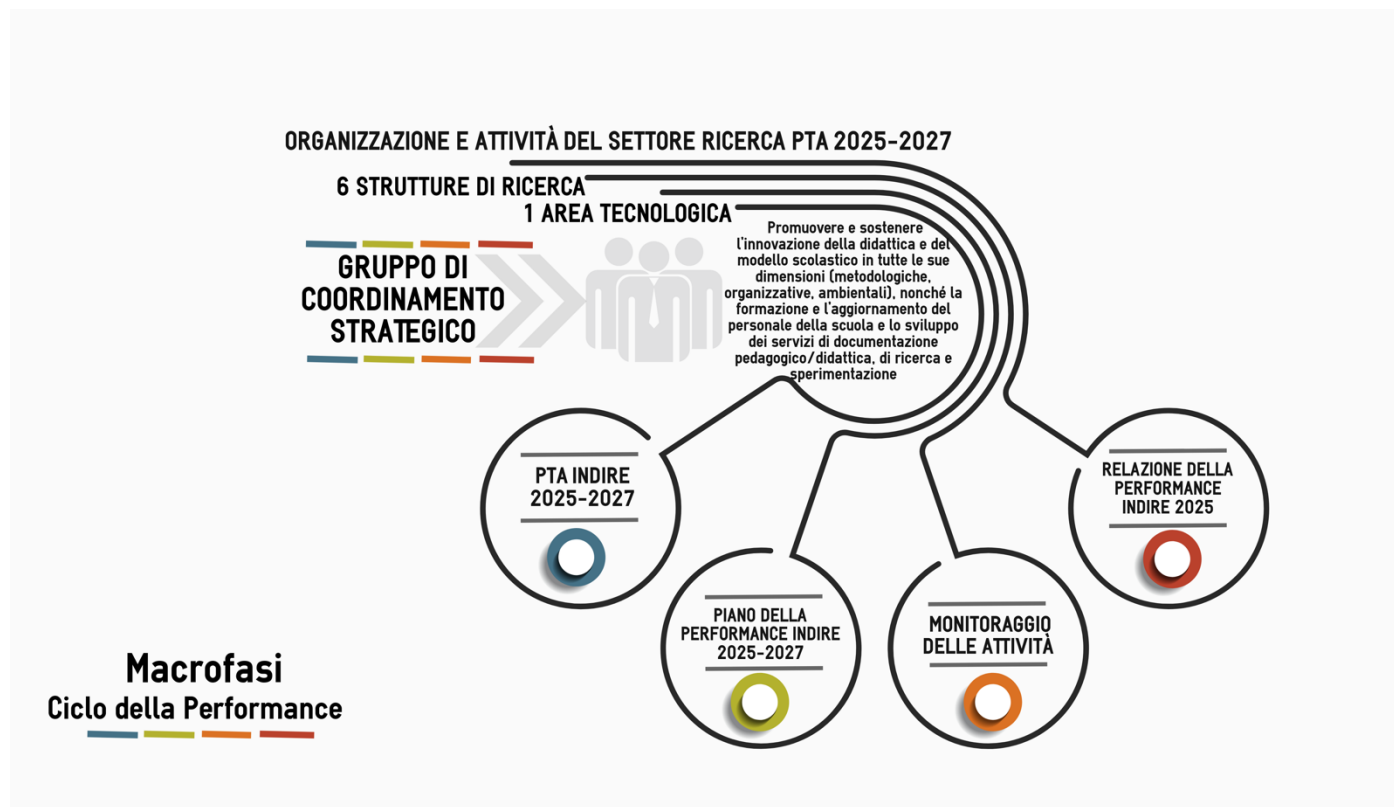 ORGANIZZAZIONE E ATTIVITÀ DEL SETTORE RICERCA PTA 2025-2027
6 STRUTTURE DI RICERCA
1 AREA TECNOLOGICA
GRUPPO DI
COORDINAMENTO
STRATEGICO
Promuovere e sostenere
l'innovazione della didattica e del
modello scolastico in tutte le sue
dimensioni (metodologiche,
organizzative, ambientali), nonché la
formazione e l'aggiornamento del
personale della scuola e lo sviluppo
dei servizi di documentazione
pedagogico/didattica, di ricerca e
sperimentazione
PTA INDIRE
2025-2027
PIANO DELLA
PERFORMANCE INDIRE
2025-2027
MONITORAGGIO
DELLE ATTIVITÀ
RELAZIONE DELLA
PERFORMANCE
INDIRE 2025
Macrofasi
Ciclo della Performance